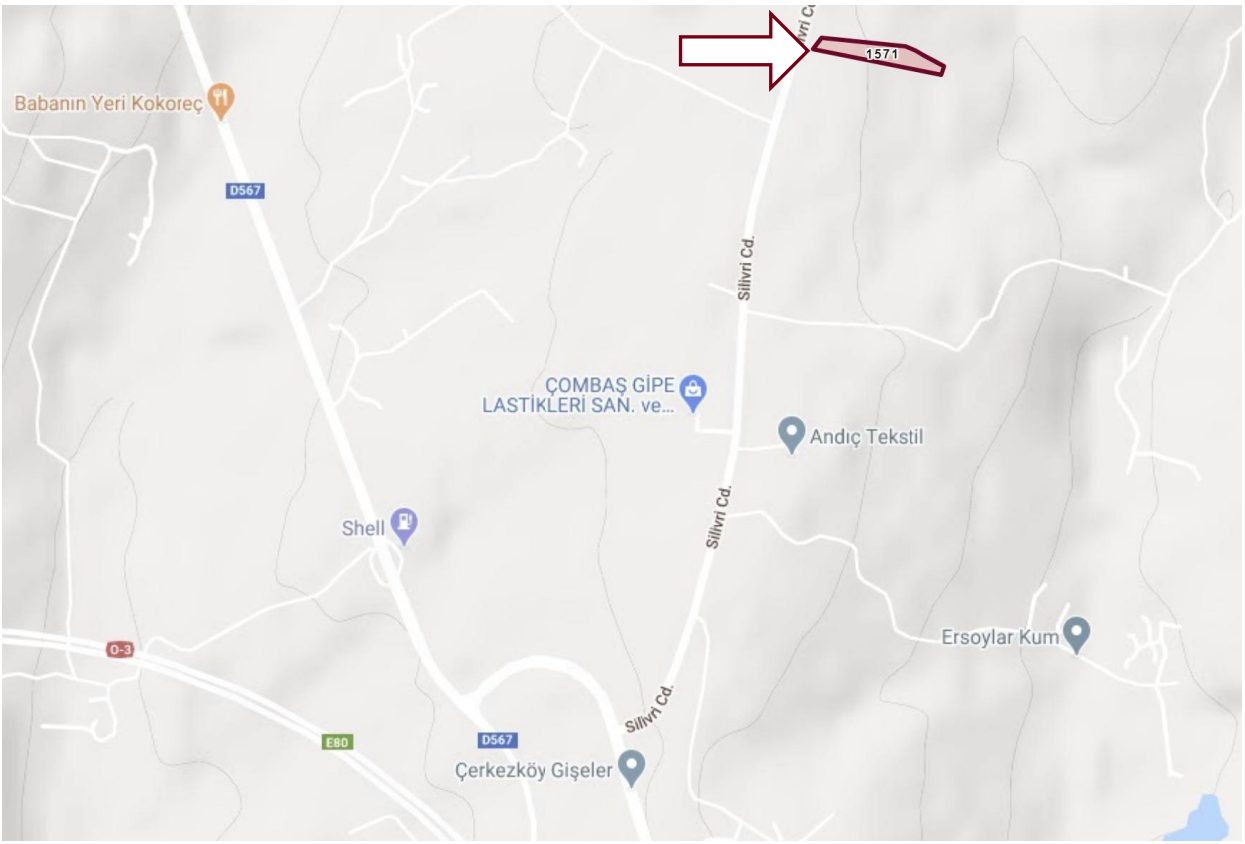 Silivri Cd.
1571
Babanın Yeri Kokoreç
D567
Silivri Cd.
ÇOMBAŞ GİPE
LASTİKLERİ SAN. ve...
Andıç Tekstil
Silivri Cd.
Shell
Ersoylar Kum
O-3
Silivri Cd.
E80
D567
Çerkezköy Gişeler